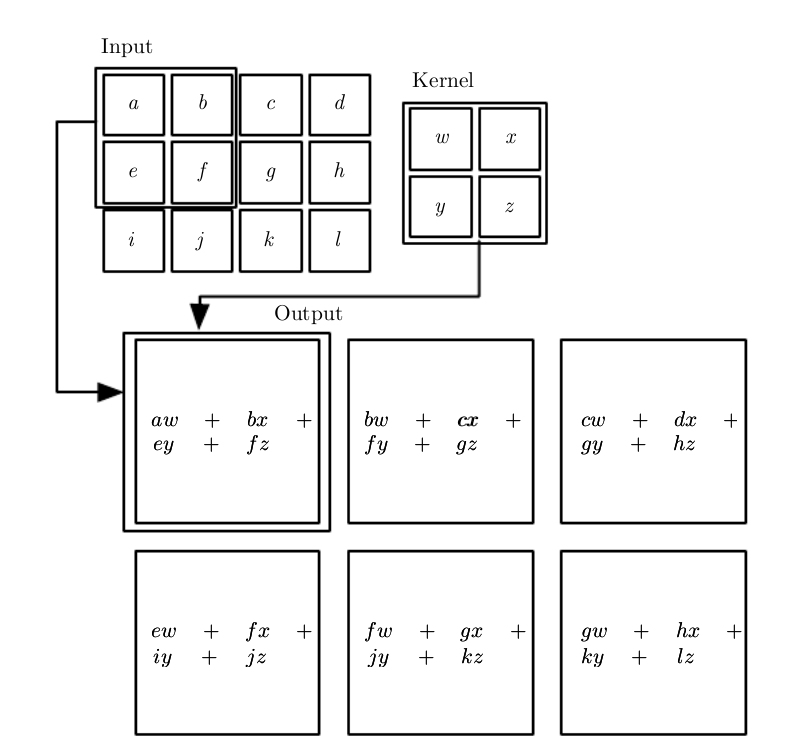 Input
Kernel
a b c d
w x
e f g h
y z
i j k l
Output
aw + bx +
ey + fz
bw + cx +
fy + gz
cw + dx +
gy + hz
ew + fx +
iy + jz
fw + gx +
jy + kz
gw + hx +
ky + lz